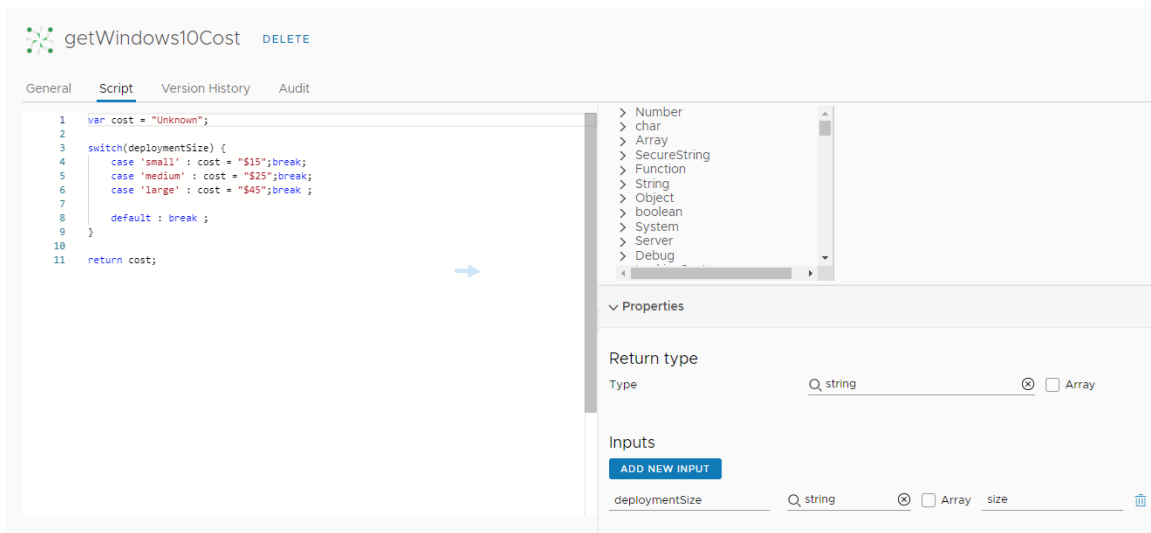 getWindows10Cost DELETE
General Script Version History Audit
1 var cost = "Unknown";
2
3 switch(deploymentSize) {
4 case 'small' : cost = "$15";break;
5 case 'medium' : cost = "$25";break;
6 case 'large' : cost = "$45";break ;
7
8 default : break ;
9 }
10
11 return cost;
Number
char
Array
SecureString
Function
String
Object
boolean
System
Server
Debug
Properties
Return type
Type string Array
Inputs
ADD NEW INPUT
deploymentSize string Array size